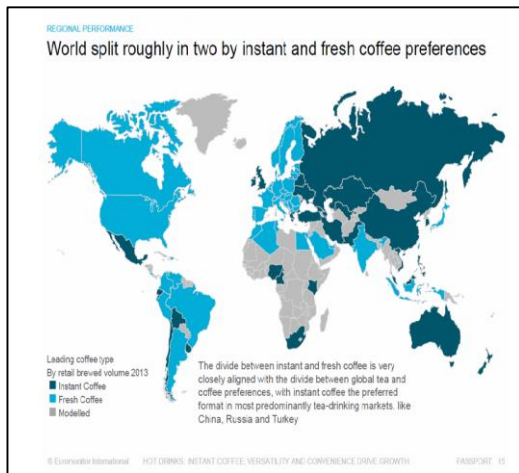 REGIONAL PERFORMANCE
World split roughly in two by instant and fresh coffee preferences
Leading coffee type
By retail brewed volume 2013
Instant Coffee
Fresh Coffee
Modelled
The divide between instant and fresh coffee is very
closely aligned with the divide between global tea and
coffee preferences, with instant coffee the preferred
format in most predominantly tea-drinking markets, like
China, Russia and Turkey
© Euromonitor International HOT DRINKS: INSTANT COFFEE: VERSATILITY AND CONVENIENCE DRIVE GROWTH PASSPORT 15